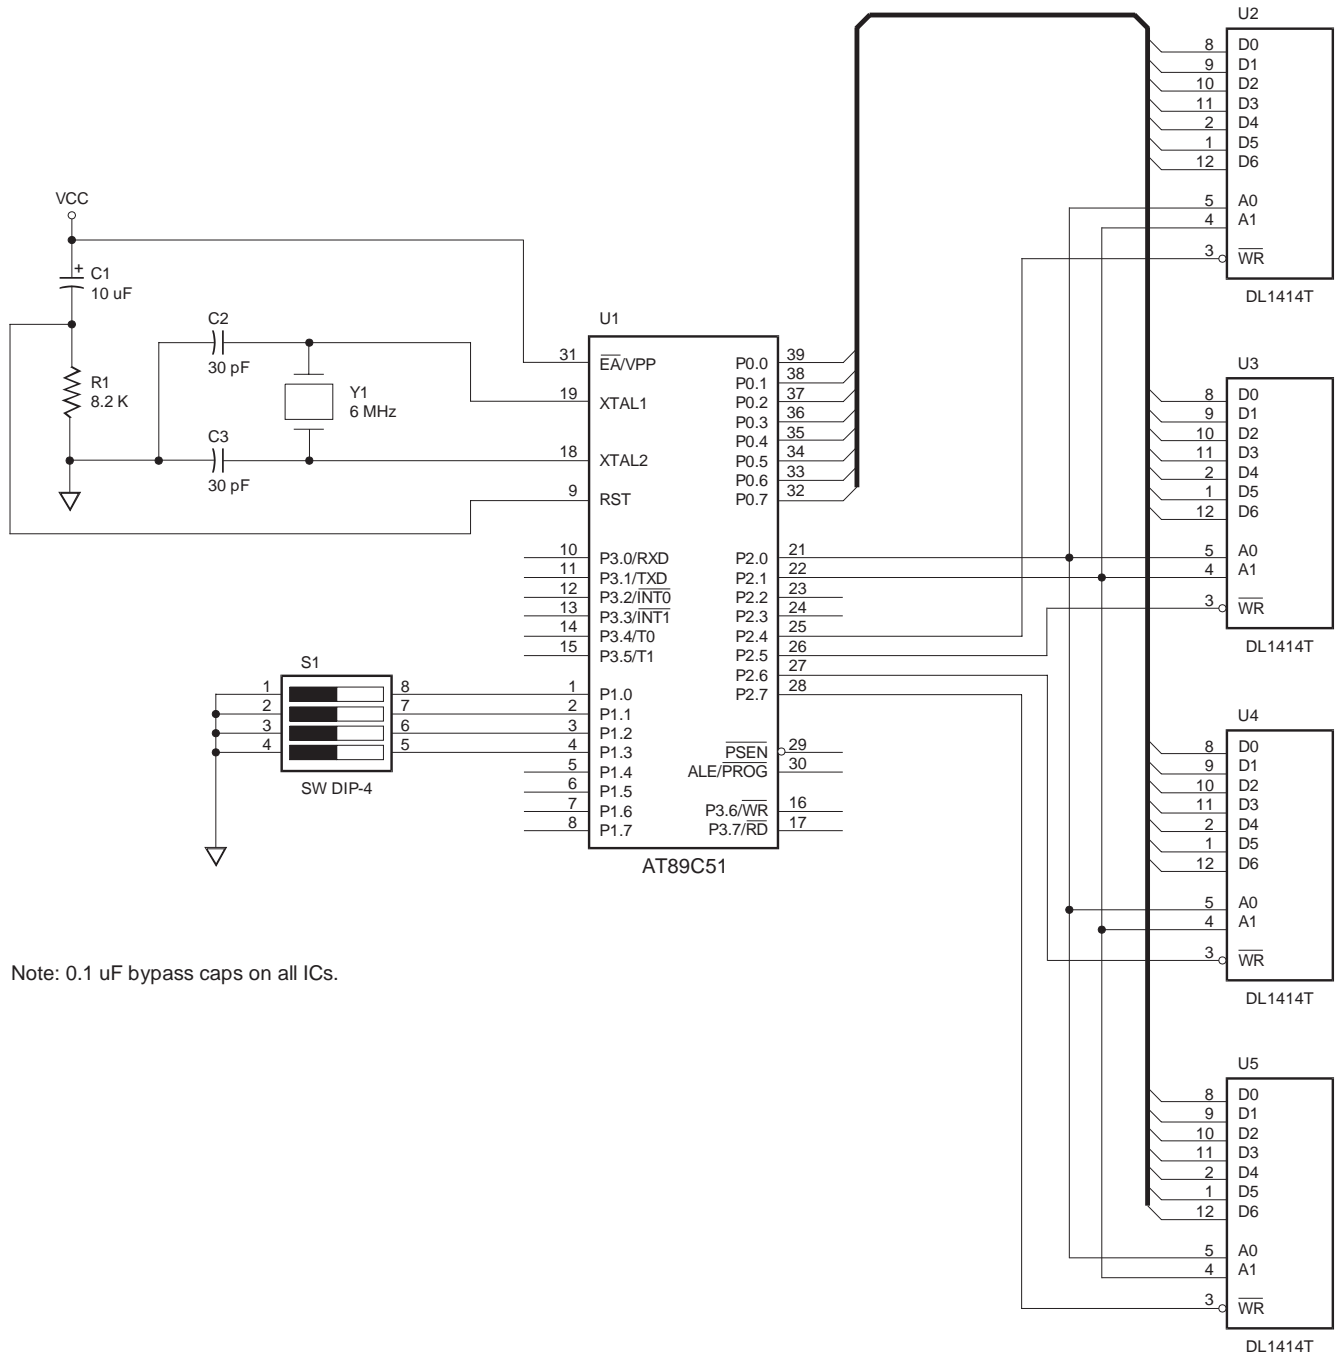 VCC
+
C1
10 uF
R1
8.2 K
C2
30 pF
C3
30 pF
Y1
6 MHz
U1
31 EA/VPP
19 XTAL1
18 XTAL2
9 RST
10 P3.0/RXD
11 P3.1/TXD
12 P3.2/INT0
13 P3.3/INT1
14 P3.4/T0
15 P3.5/T1
1 P1.0
2 P1.1
3 P1.2
4 P1.3
5 P1.4
6 P1.5
7 P1.6
8 P1.7
P0.0 39
P0.1 38
P0.2 37
P0.3 36
P0.4 35
P0.5 34
P0.6 33
P0.7 32
P2.0 21
P2.1 22
P2.2 23
P2.3 24
P2.4 25
P2.5 26
P2.6 27
P2.7 28
PSEN 29
ALE/PROG 30
P3.6/WR 16
P3.7/RD 17
AT89C51
S1
1 8
2 7
3 6
4 5
SW DIP-4
U2
8 D0
9 D1
10 D2
11 D3
2 D4
1 D5
12 D6
5 A0
4 A1
3 WR
DL1414T
U3
8 D0
9 D1
10 D2
11 D3
2 D4
1 D5
12 D6
5 A0
4 A1
3 WR
DL1414T
U4
8 D0
9 D1
10 D2
11 D3
2 D4
1 D5
12 D6
5 A0
4 A1
3 WR
DL1414T
U5
8 D0
9 D1
10 D2
11 D3
2 D4
1 D5
12 D6
5 A0
4 A1
3 WR
DL1414T
Note: 0.1 uF bypass caps on all ICs.